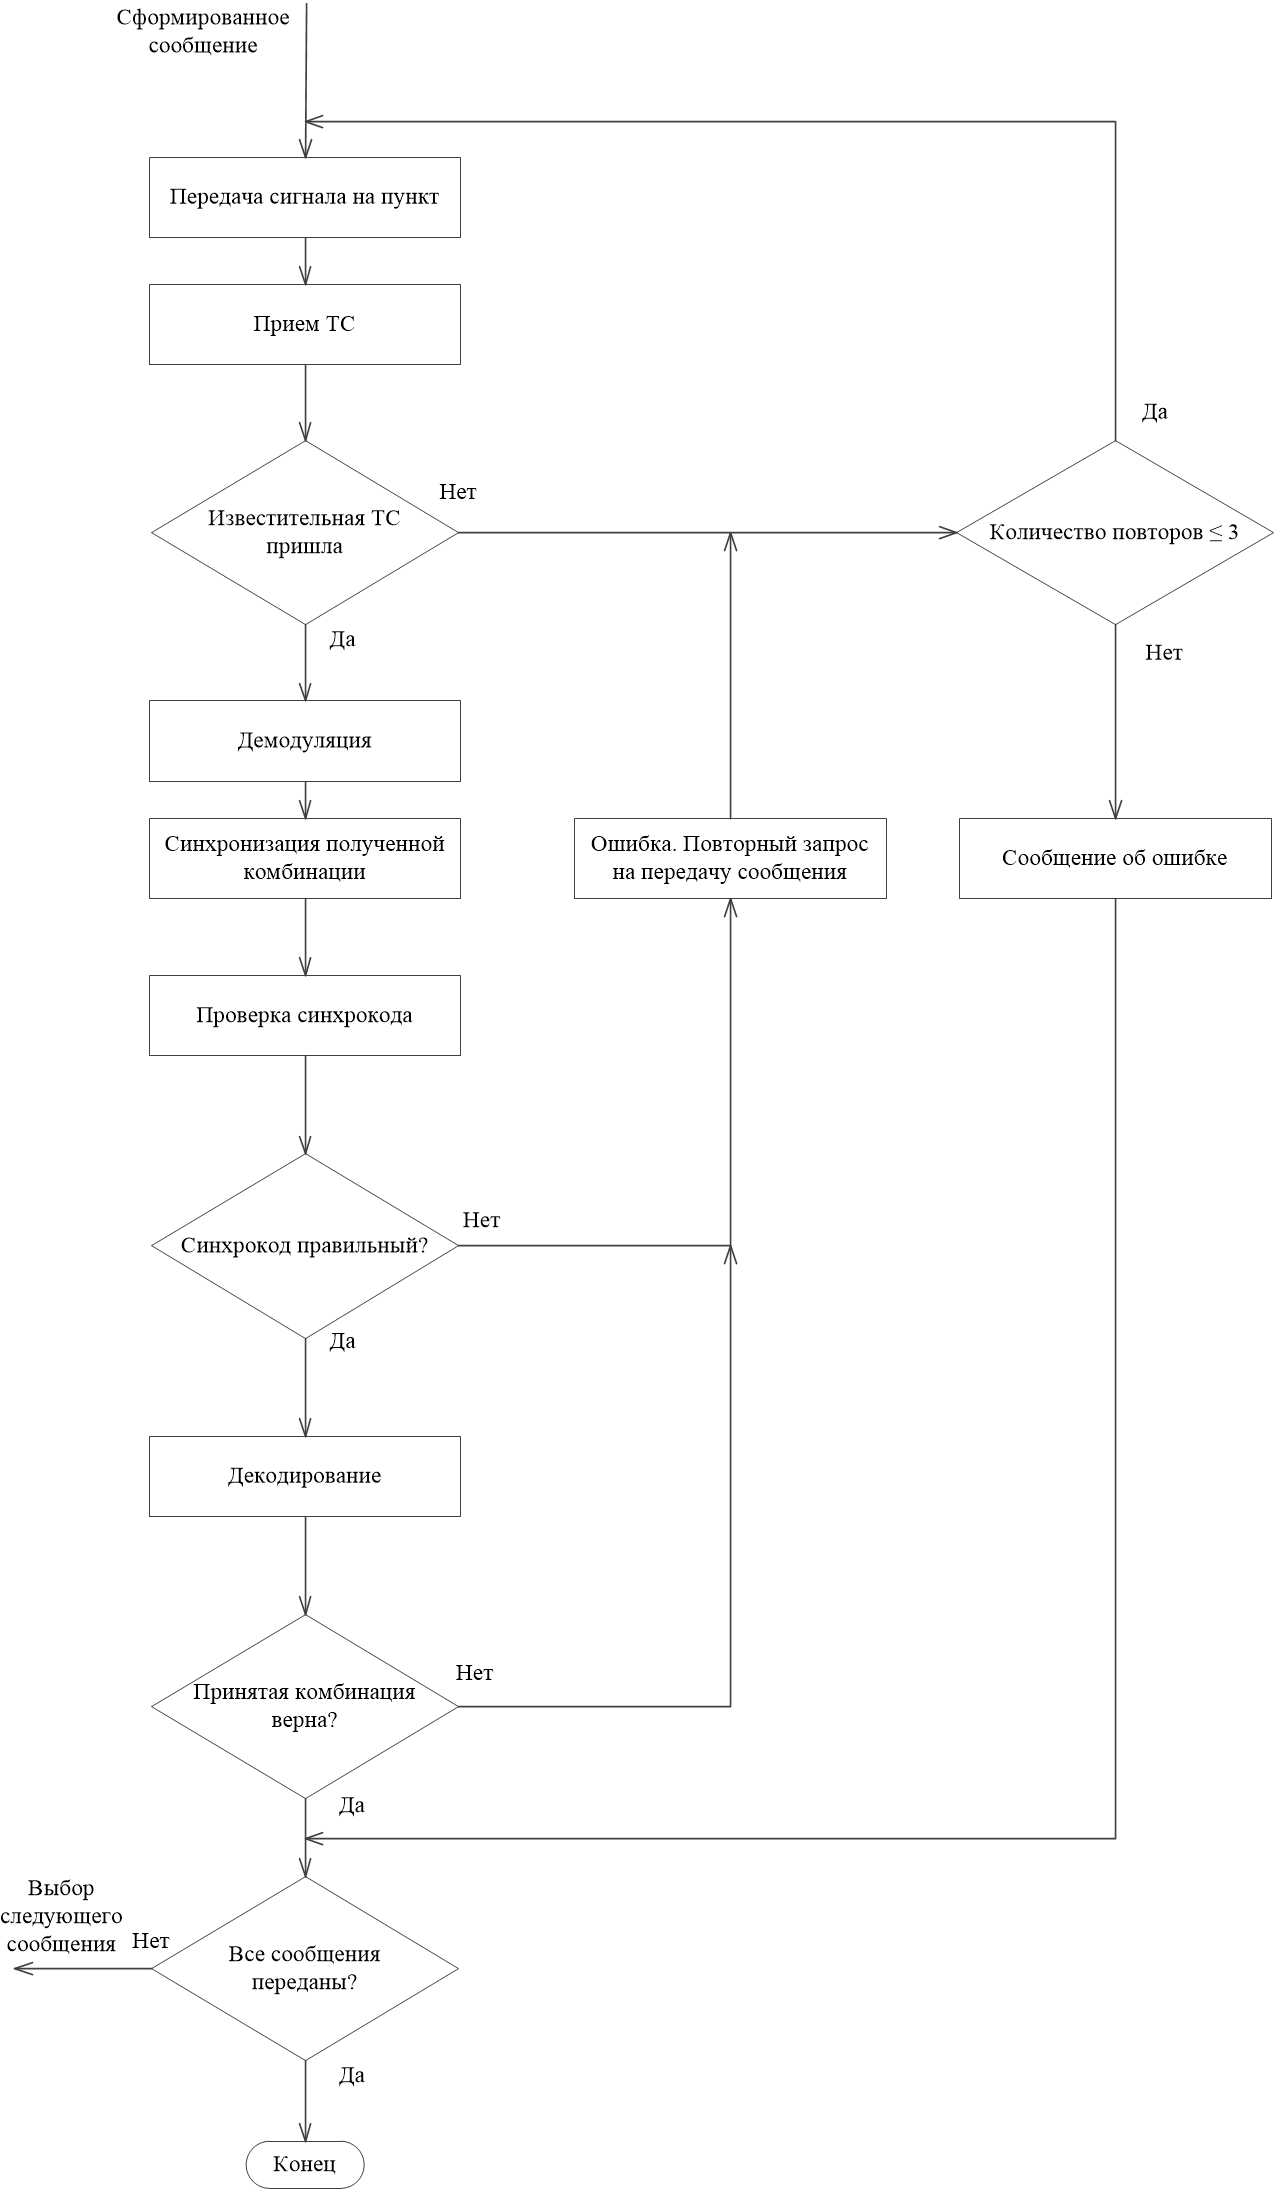 Сформированное
сообщение
Передача сигнала на пункт
Прием ТС
Да
Нет
Известительная ТС
пришла
Количество повторов ≤ 3
Да
Нет
Демодуляция
Синхронизация полученной
комбинации
Ошибка. Повторный запрос
на передачу сообщения
Сообщение об ошибке
Проверка синхрокода
Нет
Синхрокод правильный?
Да
Декодирование
Нет
Принятая комбинация
верна?
Да
Выбор
следующего
сообщения
Нет
Все сообщения
переданы?
Да
Конец